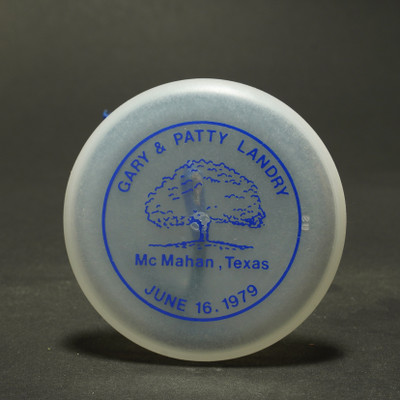 GARY & PATTY LANDRY
Mc Mahan, Texas
JUNE 16.1979